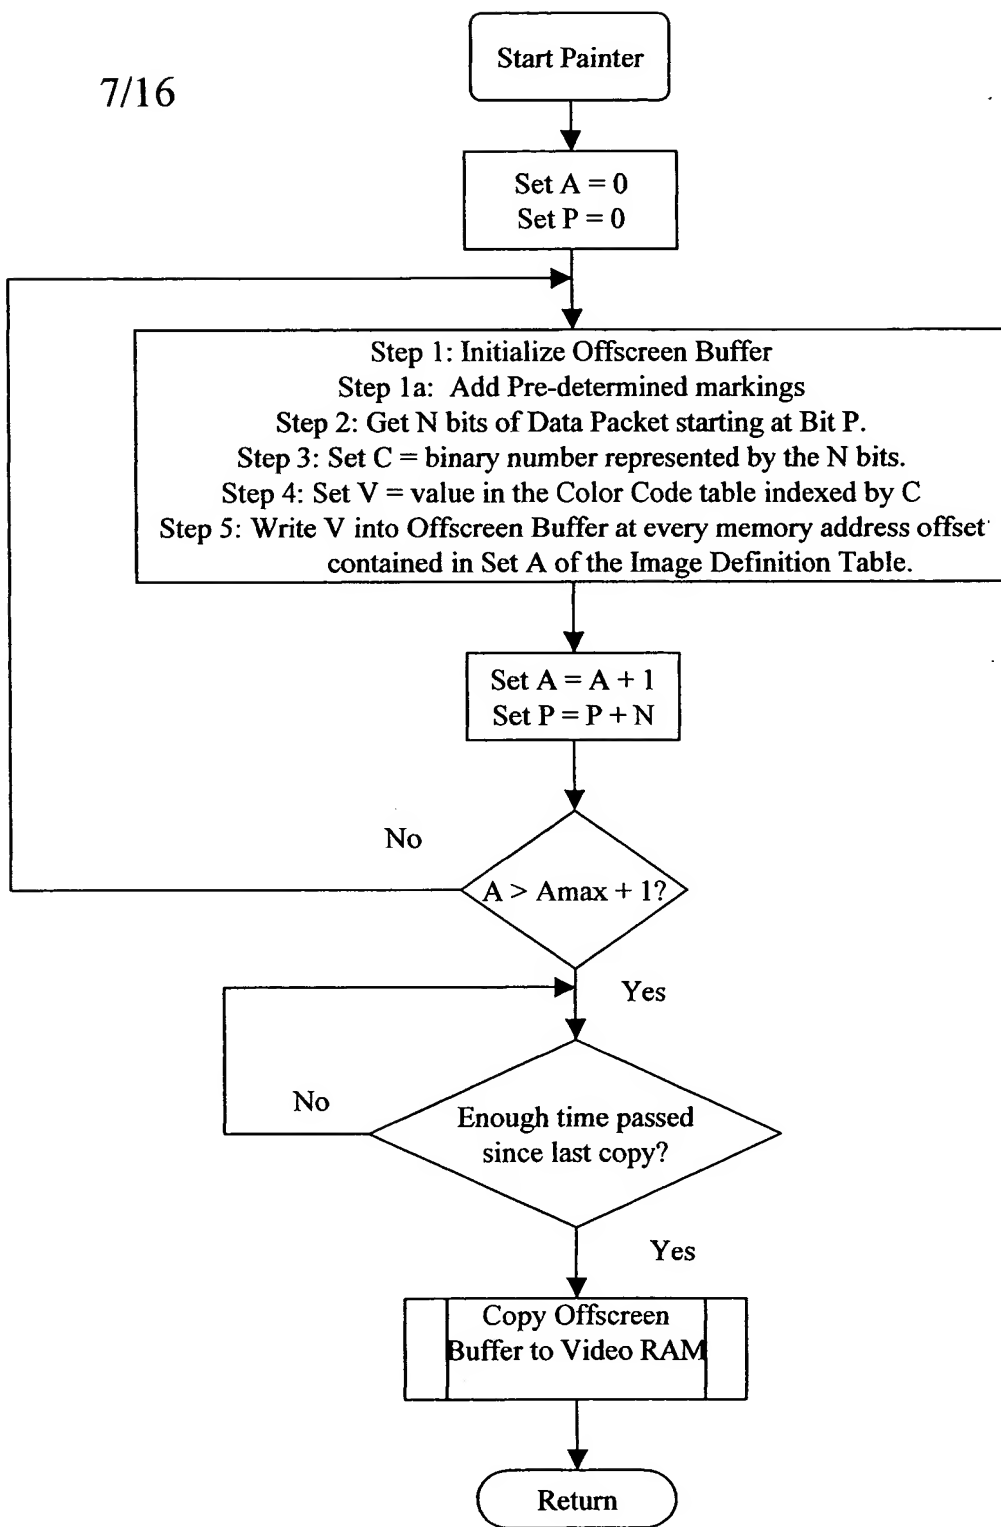 7/16
Start Painter
Set A = 0
Set P = 0
Step 1: Initialize Offscreen Buffer
Step 1a: Add Pre-determined markings
Step 2: Get N bits of Data Packet starting at Bit P.
Step 3: Set C = binary number represented by the N bits.
Step 4: Set V = value in the Color Code table indexed by C
Step 5: Write V into Offscreen Buffer at every memory address offset
contained in Set A of the Image Definition Table.
Set A = A + 1
Set P = P + N
No
A > Amax + 1?
Yes
No
Enough time passed
since last copy?
Yes
Copy Offscreen
Buffer to Video RAM
Return